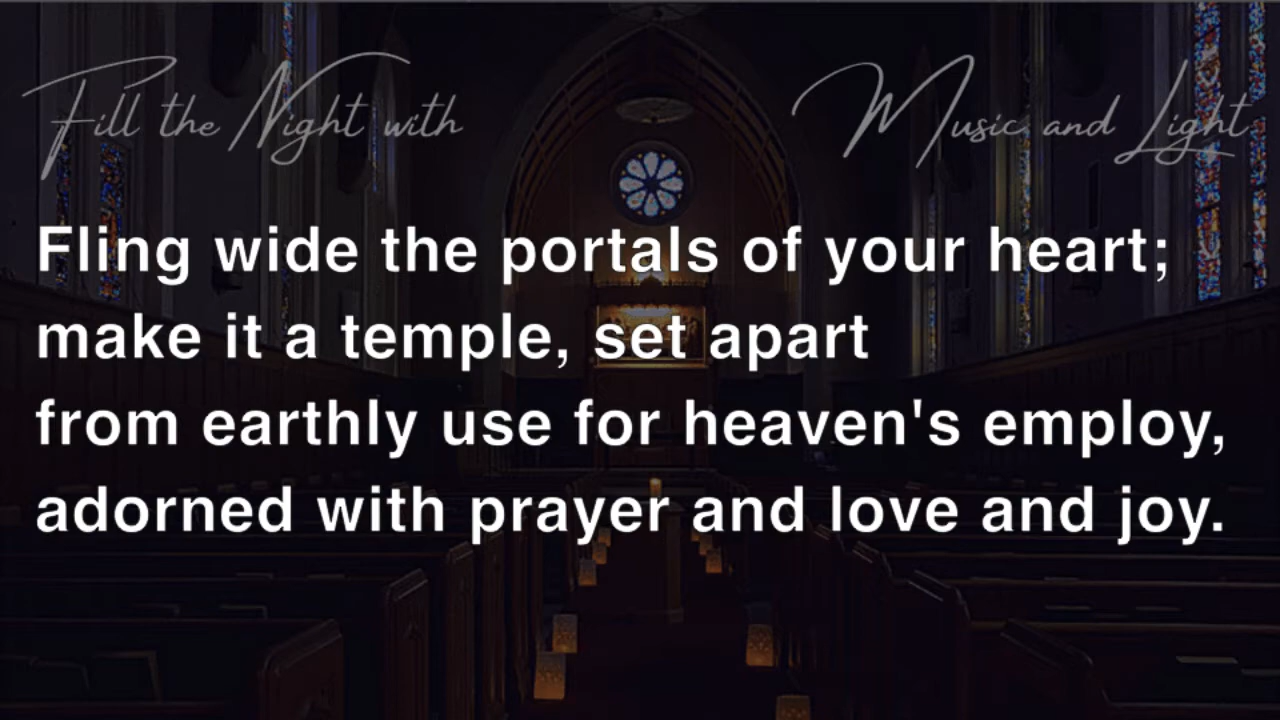 Fill the Night with Music and Light
Fling wide the portals of your heart;
make it a temple, set apart
from earthly use for heaven's employ,
adorned with prayer and love and joy.